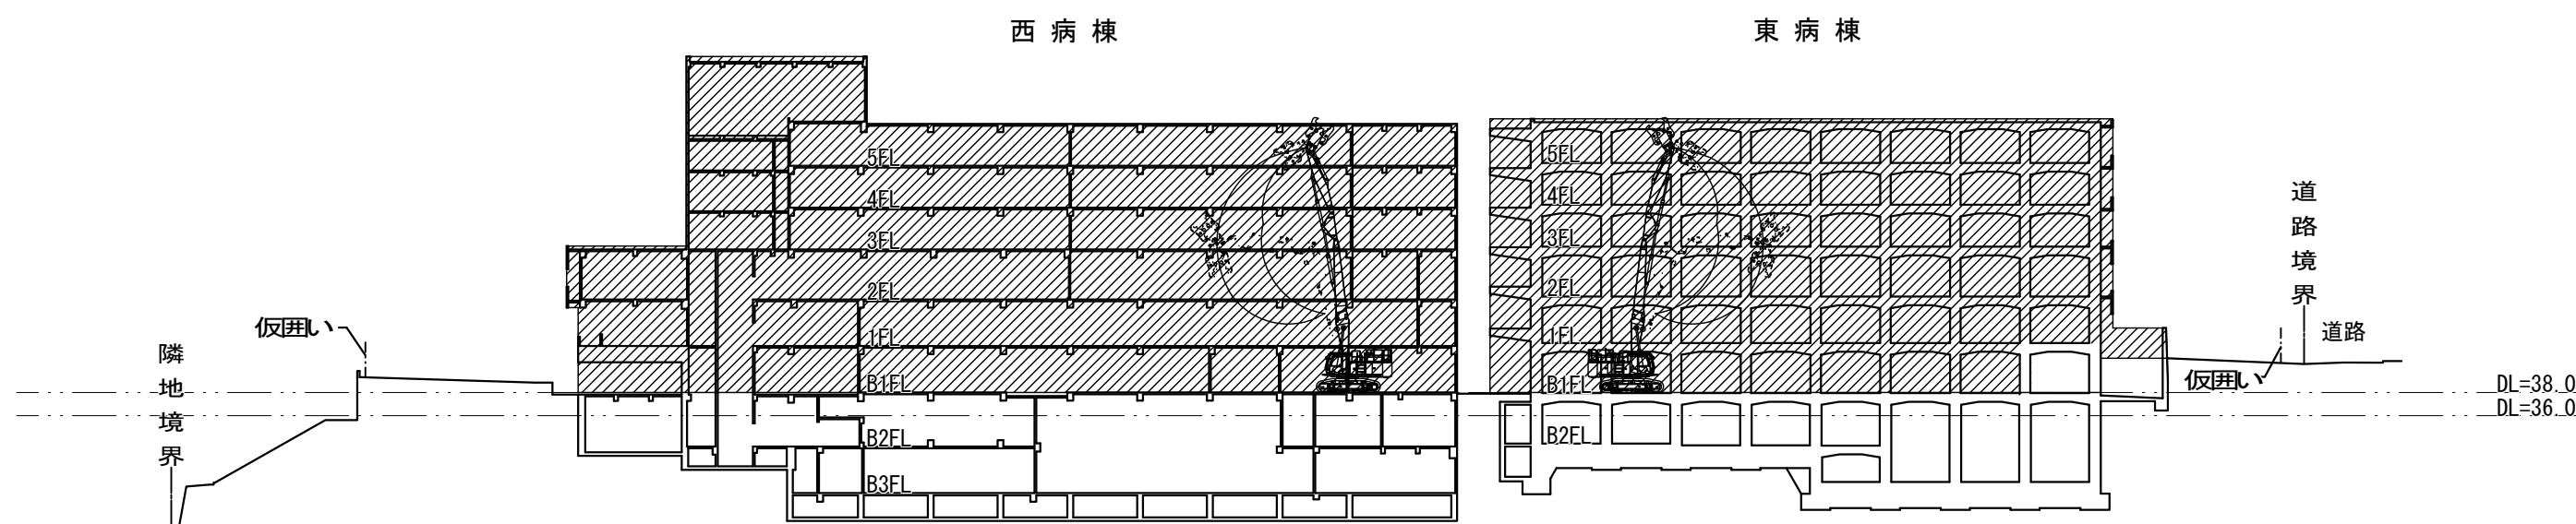 西病棟
東病棟
5FL
4FL
3FL
2FL
1FL
B1FL
B2FL
B3FL
5FL
4FL
3FL
2FL
1FL
B1FL
B2FL
仮囲い
隣地境界
道路境界
道路
仮囲い
DL=38.0
DL=36.0